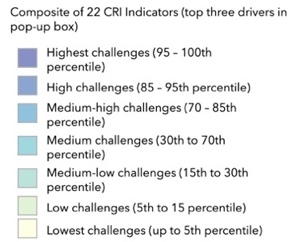 Composite of 22 CRI Indicators (top three drivers in
pop-up box)
Highest challenges (95 - 100th
percentile)
High challenges (85 - 95th percentile)
Medium-high challenges (70 - 85th
percentile)
Medium challenges (30th to 70th
percentile)
Medium-low challenges (15th to 30th
percentile)
Low challenges (5th to 15 percentile)
Lowest challenges (up to 5th percentile)